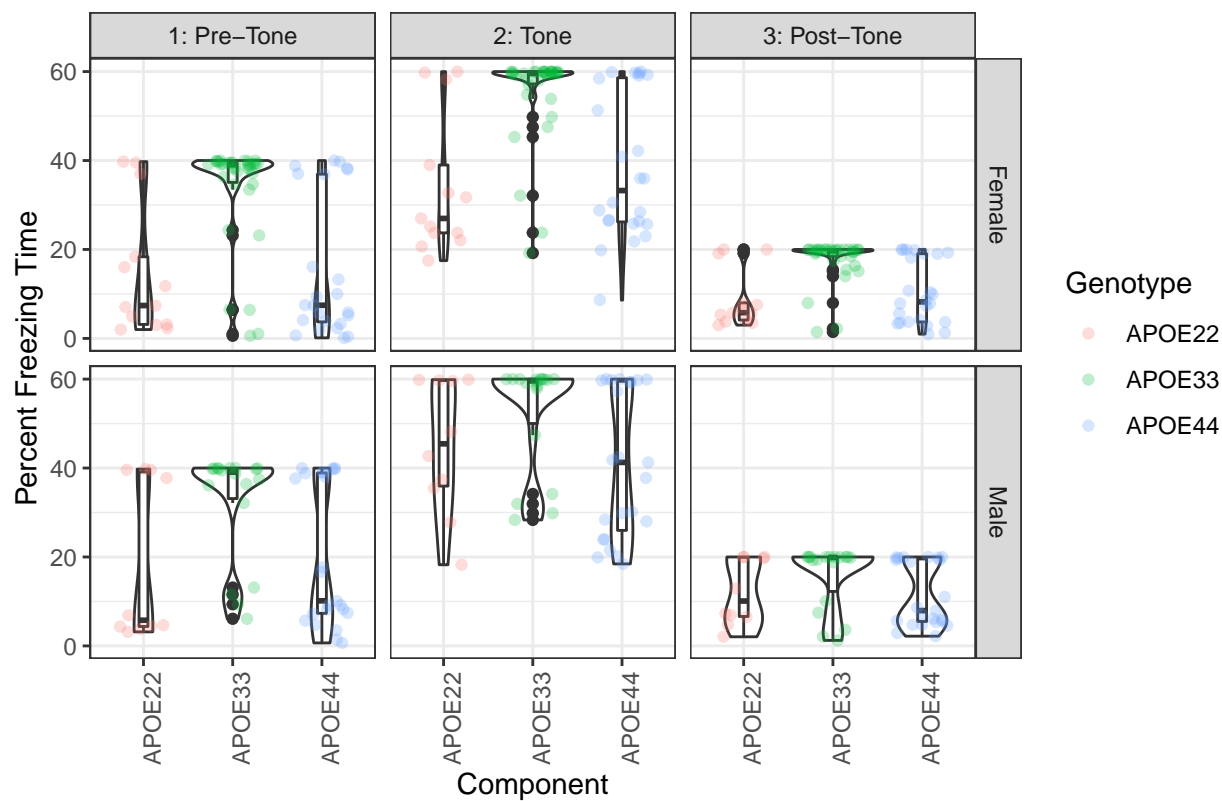 1: Pre−Tone
2: Tone
3: Post−Tone
60
40
20
0
Female
60
40
20
0
Male
Percent Freezing Time
APOE22
APOE33
APOE44
APOE22
APOE33
APOE44
APOE22
APOE33
APOE44
Component
Genotype
APOE22
APOE33
APOE44